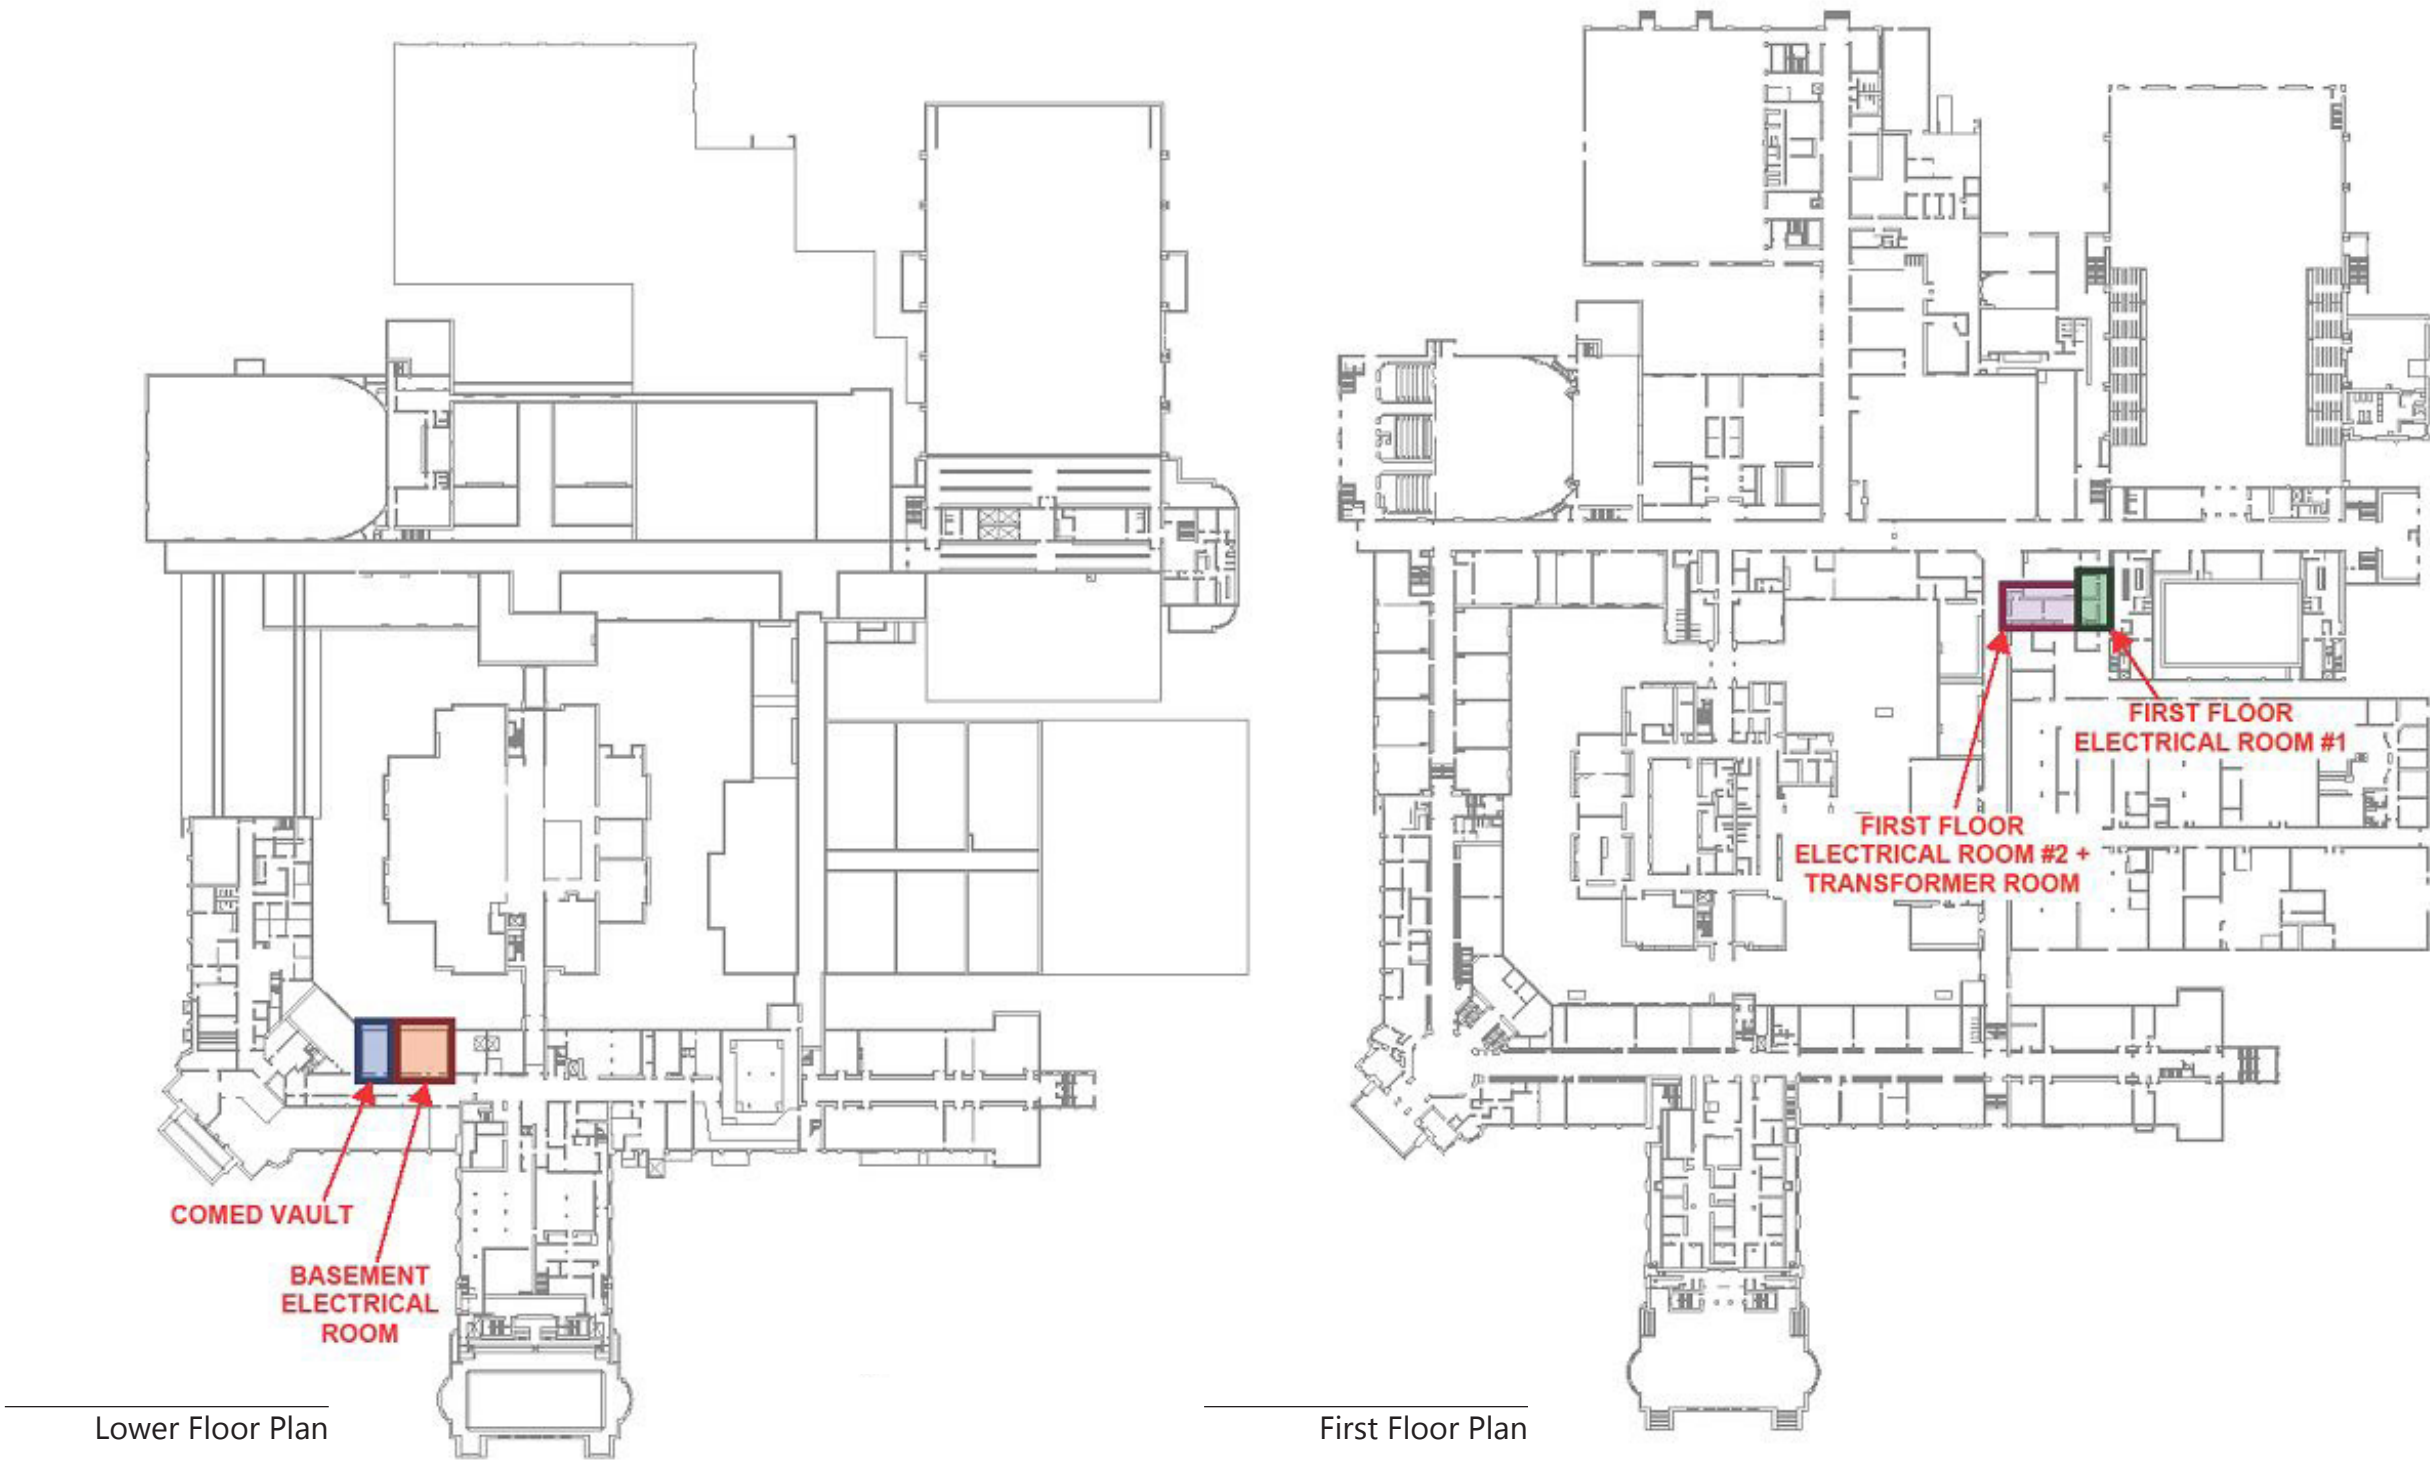 COMED VAULT
BASEMENT
ELECTRICAL
ROOM
Lower Floor Plan
FIRST FLOOR
ELECTRICAL ROOM #1
FIRST FLOOR
ELECTRICAL ROOM #2 +
TRANSFORMER ROOM
First Floor Plan